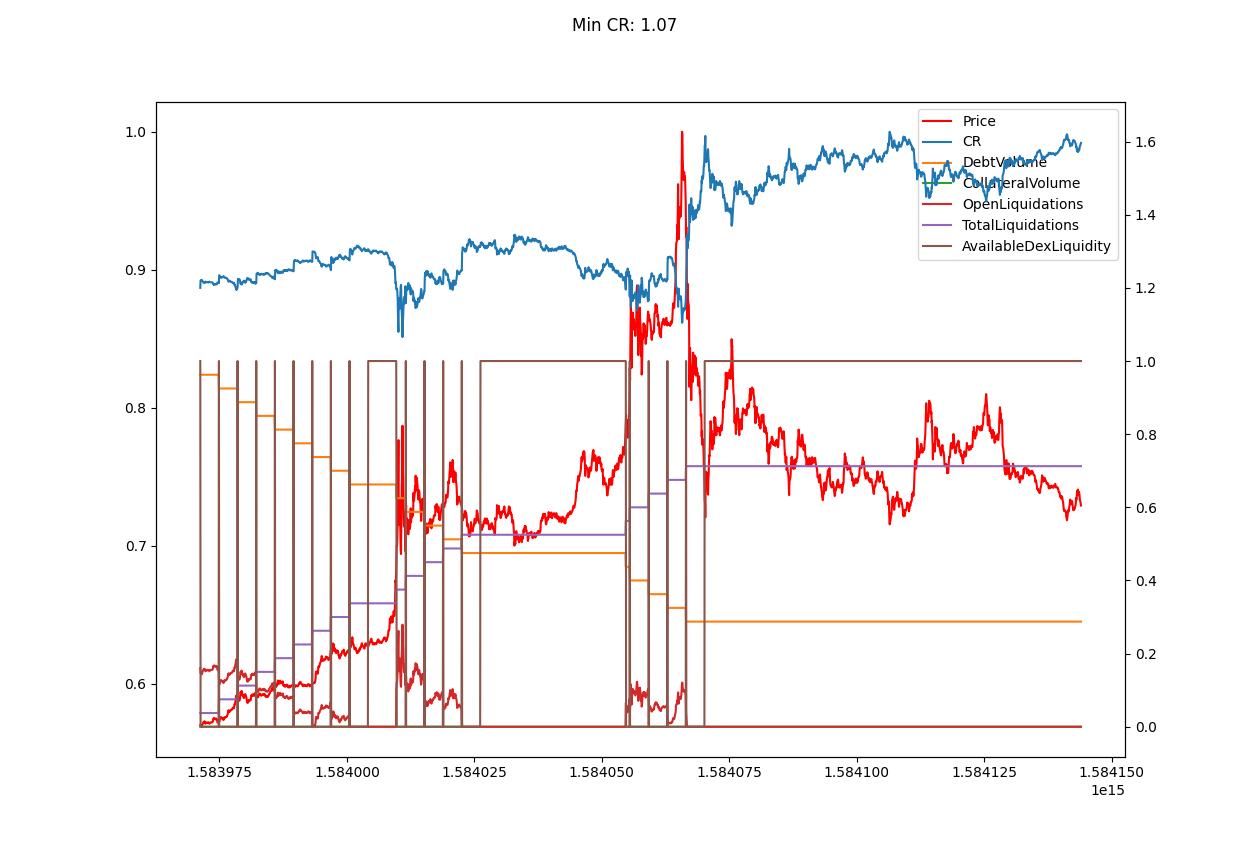 Min CR: 1.07
1.0
0.9
0.8
0.7
0.6
1.6
1.4
1.2
1.0
0.8
0.6
0.4
0.2
0.0
Price
CR
DebtVolume
CollateralVolume
OpenLiquidations
TotalLiquidations
AvailableDexLiquidity
1.583975 1.584000 1.584025 1.584050 1.584075 1.584100 1.584125 1.584150
1e15